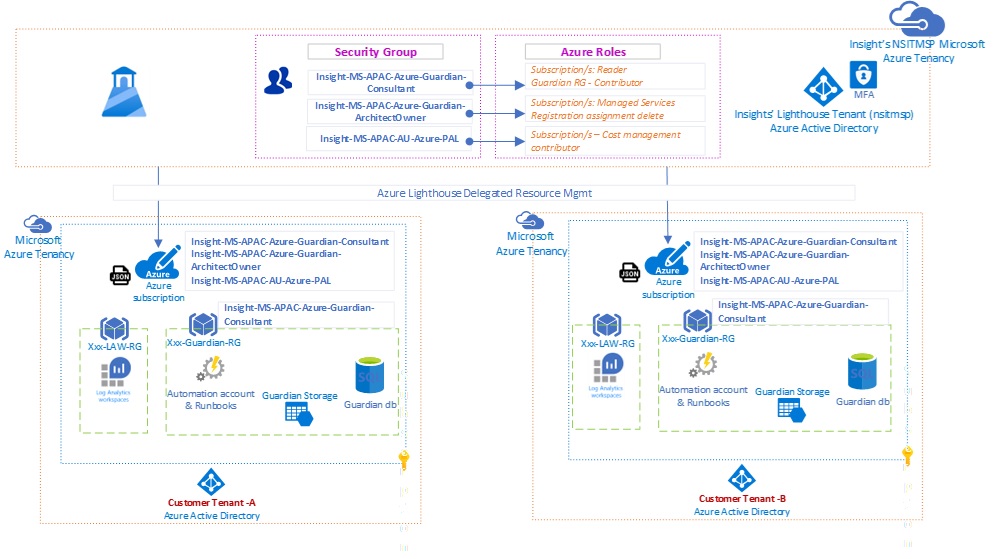 Insight's NSITMSP Microsoft
Azure Tenancy
Security Group
Azure Roles
Insight-MS-APAC-Azure-Guardian-
Consultant
Subscription/s: Reader
Guardian RG - Contributor
Insight-MS-APAC-Azure-Guardian-
ArchitectOwner
Subscription/s: Managed Services
Registration assignment delete
Insight-MS-APAC-AU-Azure-PAL
Subscription/s – Cost management
contributor
MFA
Insights' Lighthouse Tenant (nsitmsp)
Azure Active Directory
Azure Lighthouse Delegated Resource Mgmt
Microsoft
Azure Tenancy
JSON
Azure
Azure
subscription
Insight-MS-APAC-Azure-Guardian-Consultant
Insight-MS-APAC-Azure-Guardian-
ArchitectOwner
Insight-MS-APAC-AU-Azure-PAL
Insight-MS-APAC-Azure-Guardian-
Consultant
Xxx-LAW-RG
Xxx-Guardian-RG
Log Analytics
workspaces
Automation account
& Runbooks
Guardian Storage
SQL
Guardian db
Customer Tenant -A
Azure Active Directory
Microsoft
Azure Tenancy
JSON
Azure
Azure
subscription
Insight-MS-APAC-Azure-Guardian-Consultant
Insight-MS-APAC-Azure-Guardian-
ArchitectOwner
Insight-MS-APAC-AU-Azure-PAL
Insight-MS-APAC-Azure-Guardian-
Consultant
Xxx-LAW-RG
Xxx-Guardian-RG
Log Analytics
workspaces
Automation account
& Runbooks
Guardian Storage
SQL
Guardian db
Customer Tenant -B
Azure Active Directory